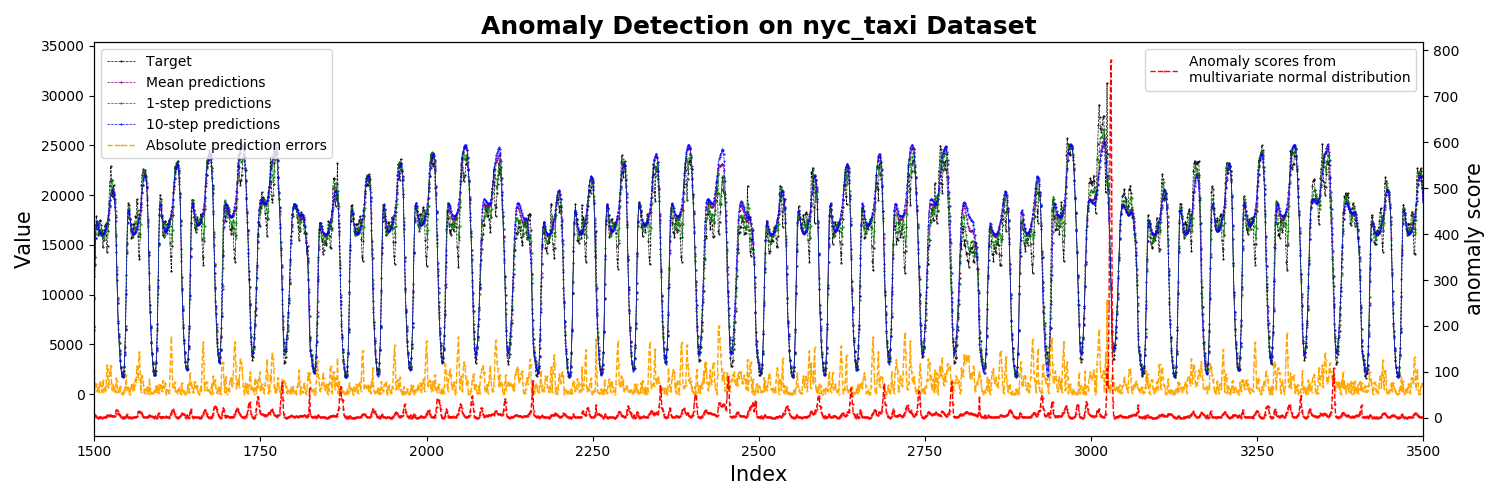 Anomaly Detection on nyc_taxi Dataset
35000
30000
25000
20000
15000
10000
5000
0
Value
Target
Mean predictions
1-step predictions
10-step predictions
Absolute prediction errors
Anomaly scores from
multivariate normal distribution
800
700
600
500
400
300
200
100
0
anomaly score
1500
1750
2000
2250
2500
2750
3000
3250
3500
Index